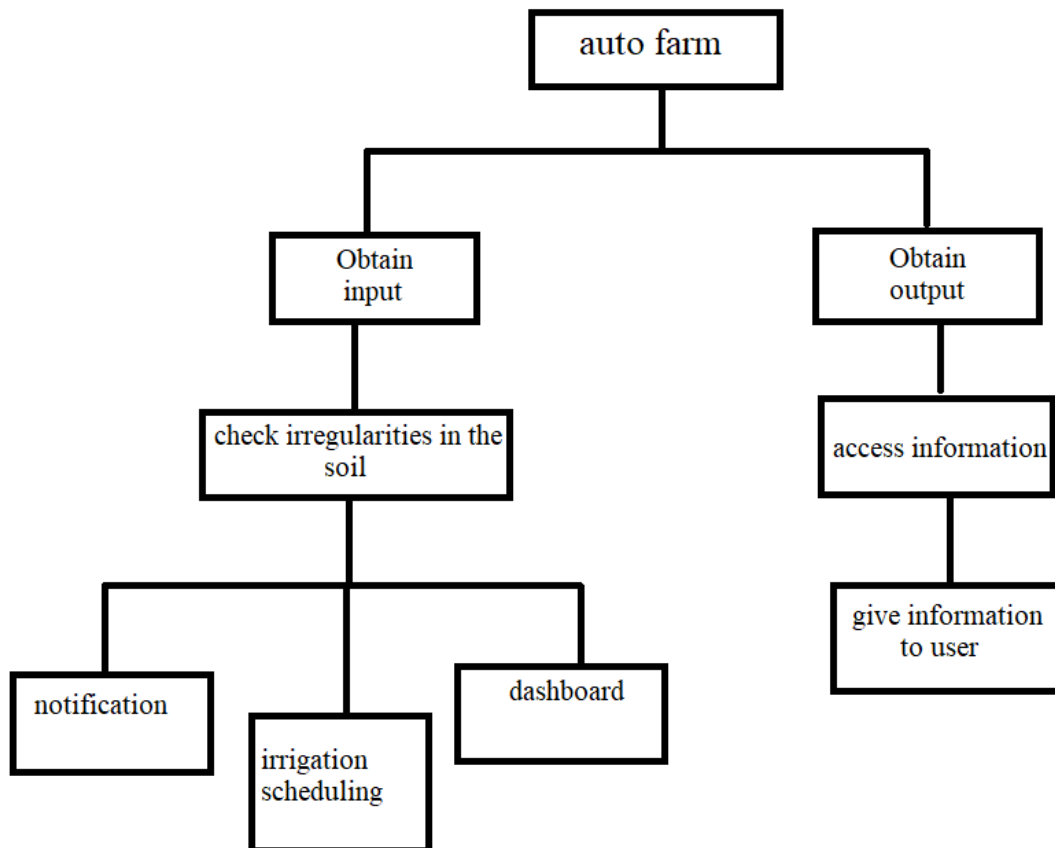 auto farm
Obtain
input
Obtain
output
check irregularities in the
soil
access information
notification
irrigation
scheduling
dashboard
give information
to user